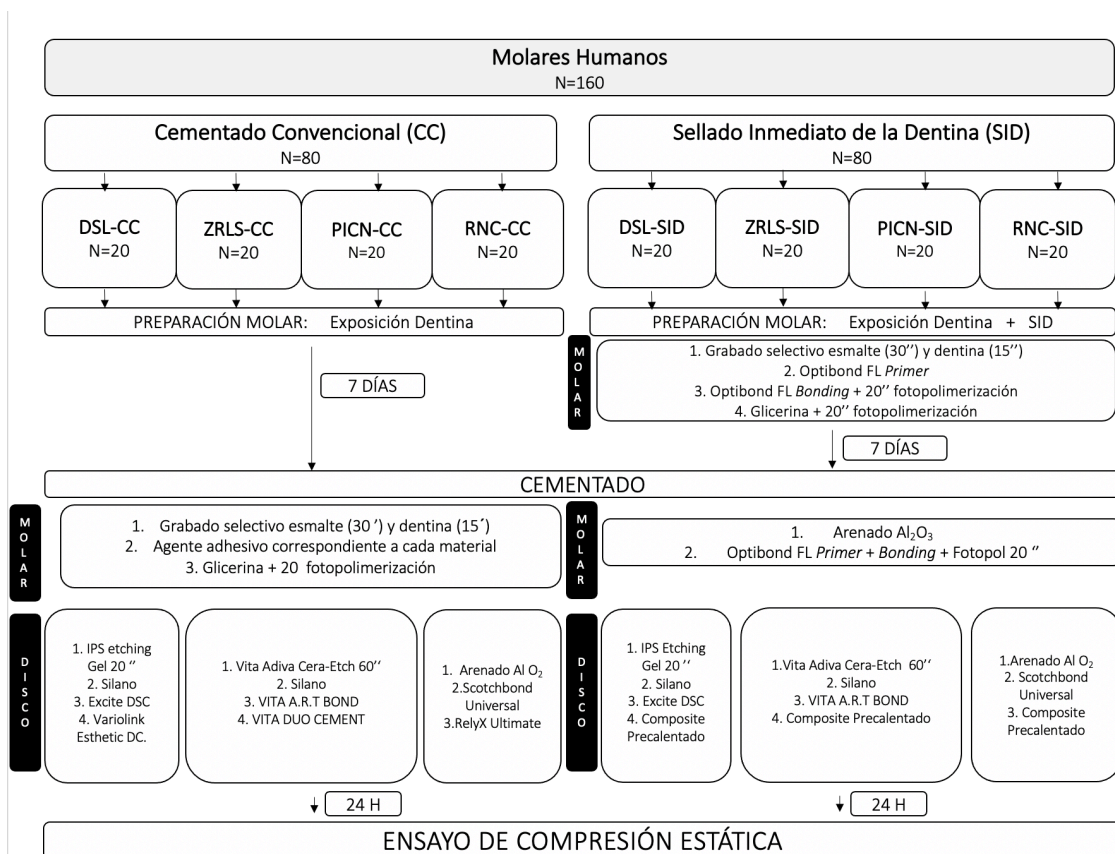 Molares Humanos
N=160
Cementado Convencional (CC)
N=80
Sellado Inmediato de la Dentina (SID)
N=80
DSL-CC
N=20
ZRLS-CC
N=20
PICN-CC
N=20
RNC-CC
N=20
DSL-SID
N=20
ZRLS-SID
N=20
PICN-SID
N=20
RNC-SID
N=20
PREPARACIÓN MOLAR: Exposición Dentina
PREPARACIÓN MOLAR: Exposición Dentina + SID
MOLAR
1. Grabado selectivo esmalte (30’’) y dentina (15’’)
2. Optibond FL Primer
3. Optibond FL Bonding + 20’’ fotopolimerización
4. Glicerina + 20’’ fotopolimerización
7 DÍAS
7 DÍAS
CEMENTADO
MOLAR
1. Grabado selectivo esmalte (30 ’) y dentina (15´)
2. Agente adhesivo correspondiente a cada material
3. Glicerina + 20 fotopolimerización
MOLAR
1. Arenado Al₂O₃
2. Optibond FL Primer + Bonding + Fotopol 20 ’’
DISCO
1. IPS etching
Gel 20 ’’
2. Silano
3. Excite DSC
4. Variolink
Esthetic DC.
1. Vita Adiva Cera-Etch 60’’
2. Silano
3. VITA A.R.T BOND
4. VITA DUO CEMENT
1. Arenado Al O₂
2.Scotchbond
Universal
3.RelyX Ultimate
DISCO
1. IPS Etching
Gel 20 ’’
2. Silano
3. Excite DSC
4. Composite
Precalentado
1.Vita Adiva Cera-Etch 60’’
2. Silano
3. VITA A.R.T BOND
4. Composite Precalentado
1.Arenado Al O₂
2. Scotchbond
Universal
3. Composite
Precalentado
24 H
24 H
ENSAYO DE COMPRESIÓN ESTÁTICA